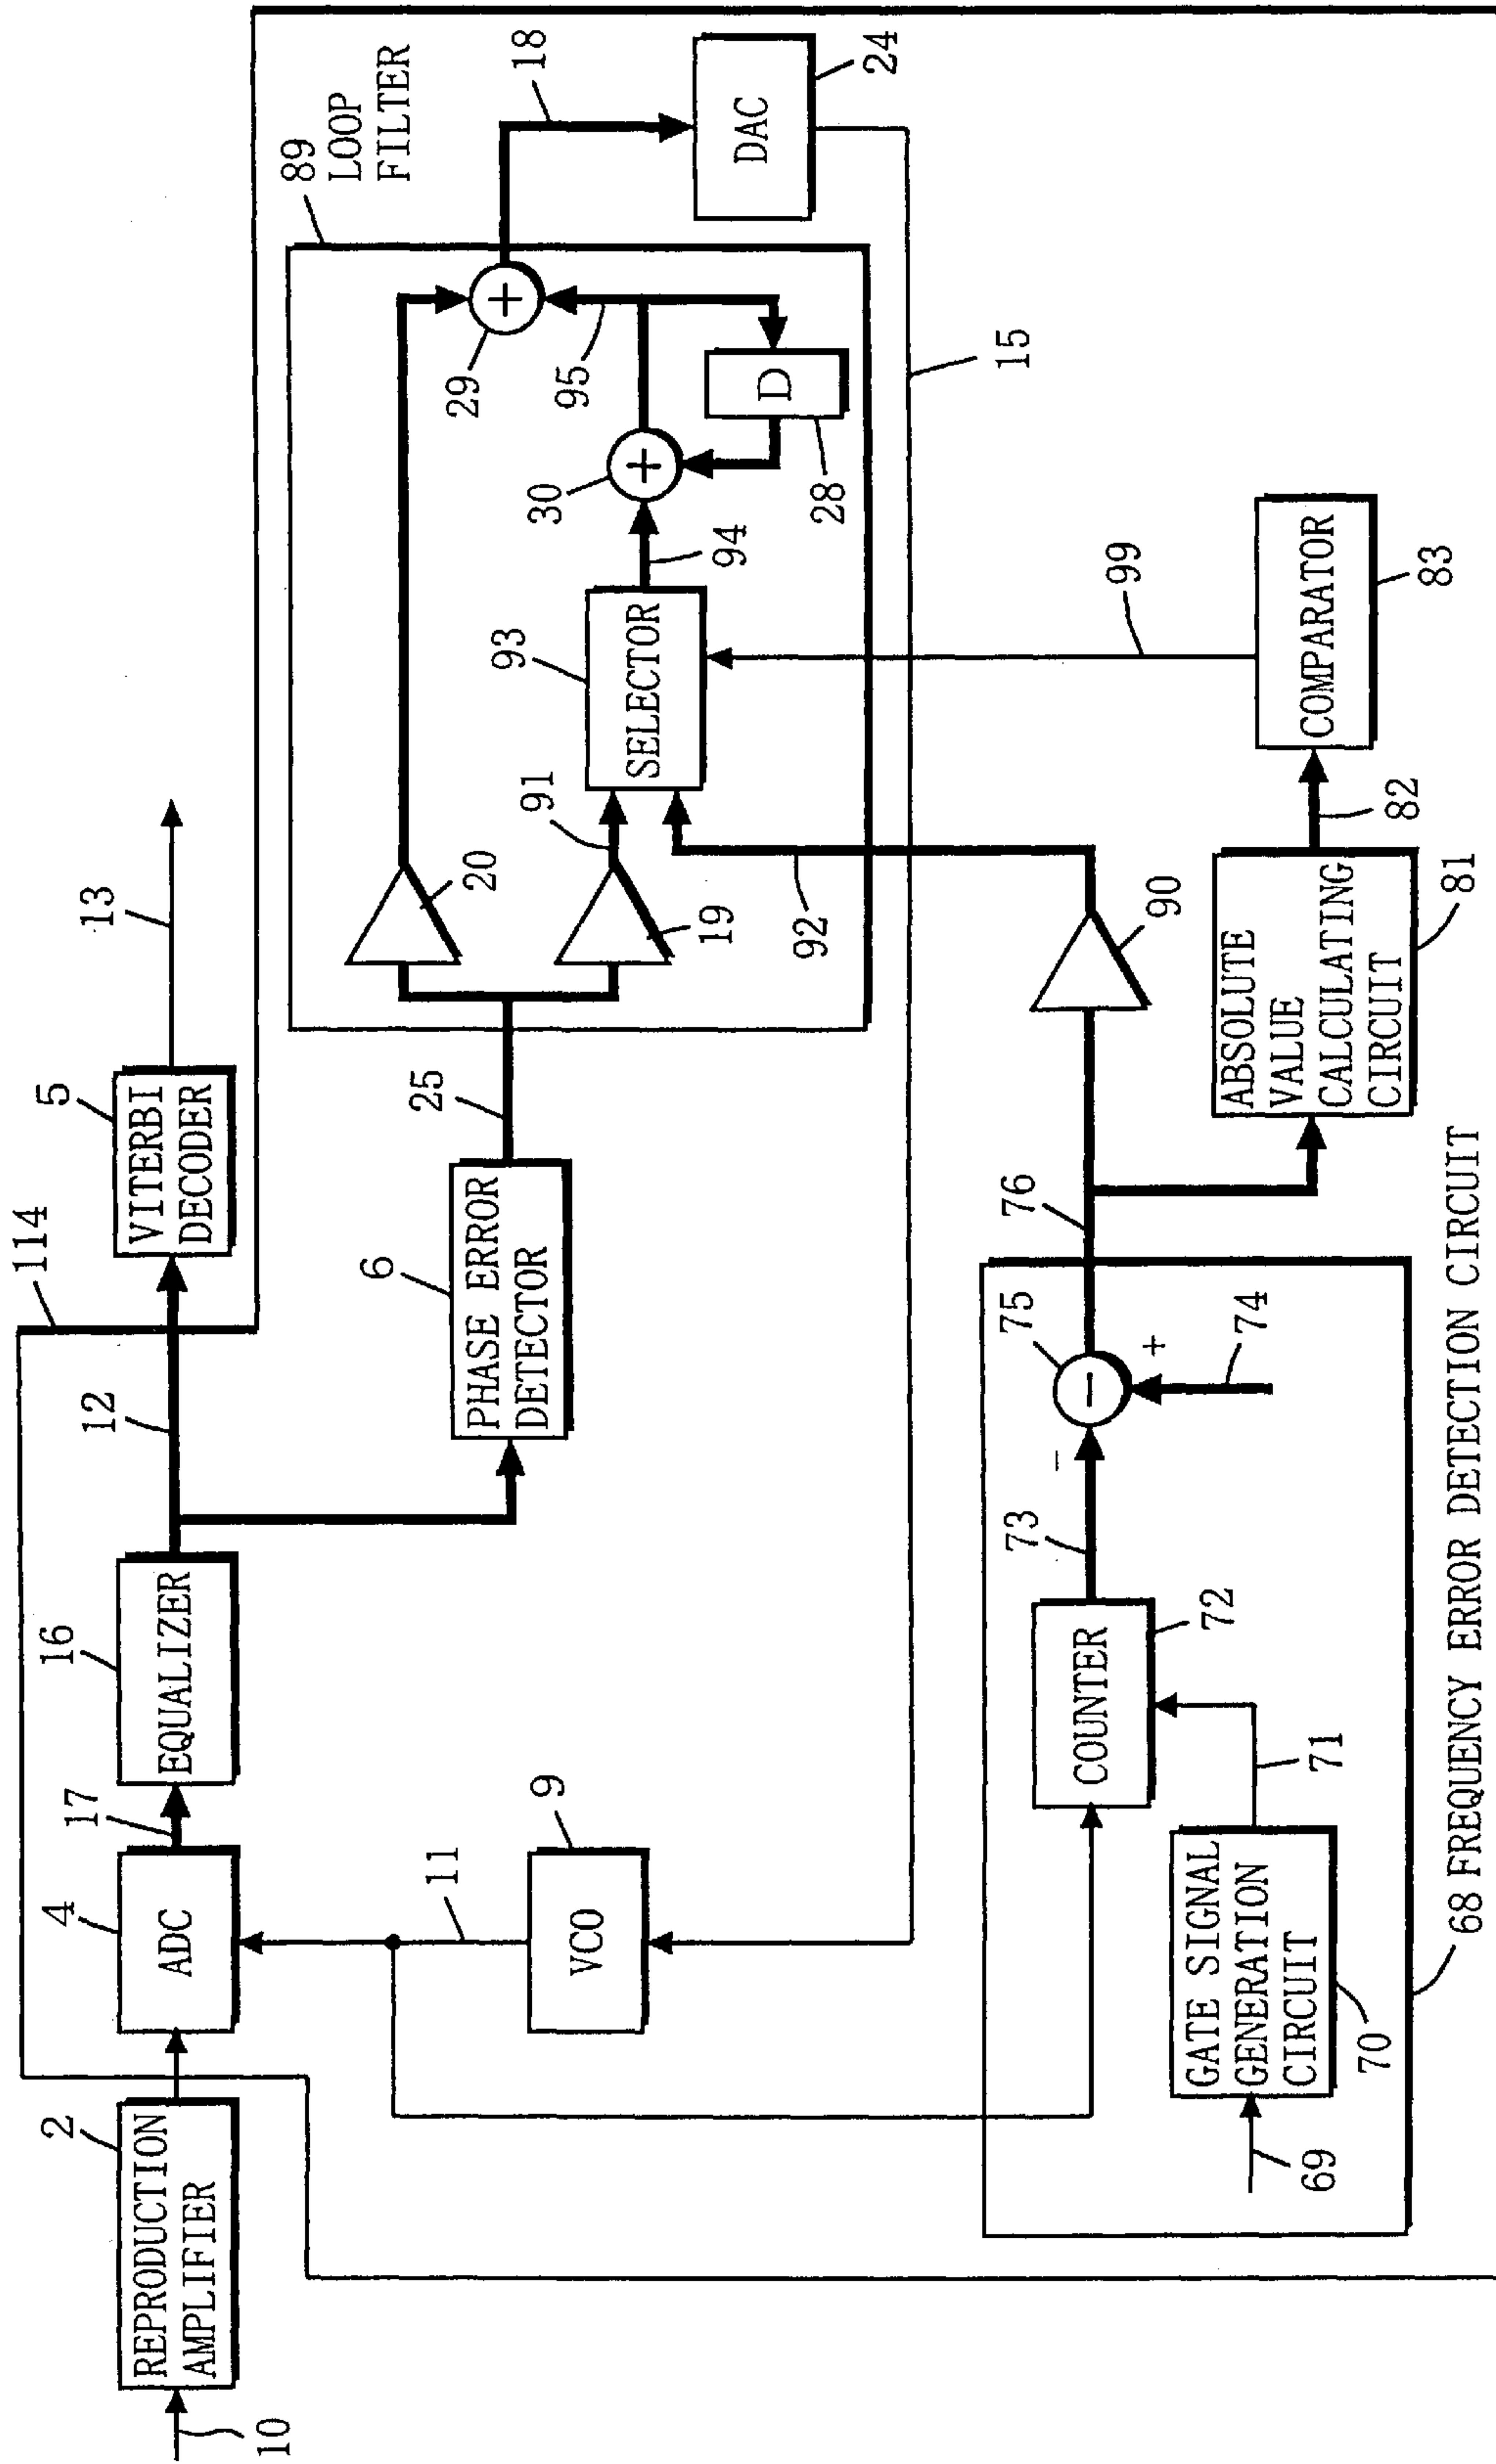 10
2
REPRODUCTION
AMPLIFIER
4
ADC
17
16
EQUALIZER
12
114
5
VITERBI
DECODER
13
11
9
VCO
6
PHASE ERROR
DETECTOR
25
20
19
91
93
SELECTOR
94
30
+
95
29
+
D
28
89
LOOP
FILTER
18
DAC
24
15
92
69
GATE SIGNAL
GENERATION
CIRCUIT
70
71
COUNTER
72
73
−
75
−
+
74
76
68 FREQUENCY ERROR DETECTION CIRCUIT
90
ABSOLUTE
VALUE
CALCULATING
CIRCUIT
81
82
COMPARATOR
83
99